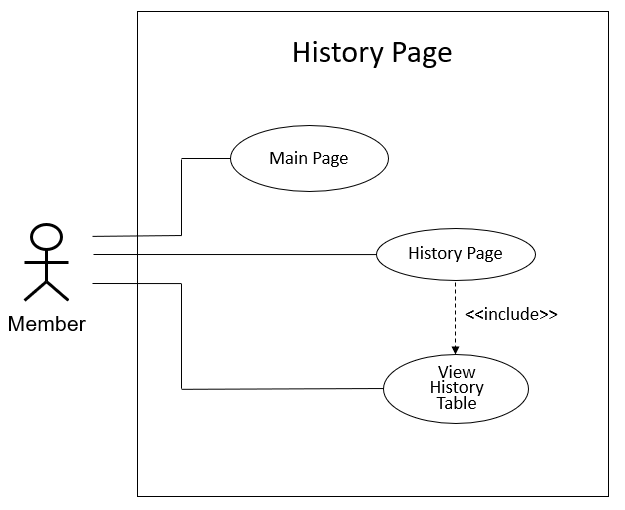 History Page
Main Page
History Page
<<include>>
Member
View
History
Table